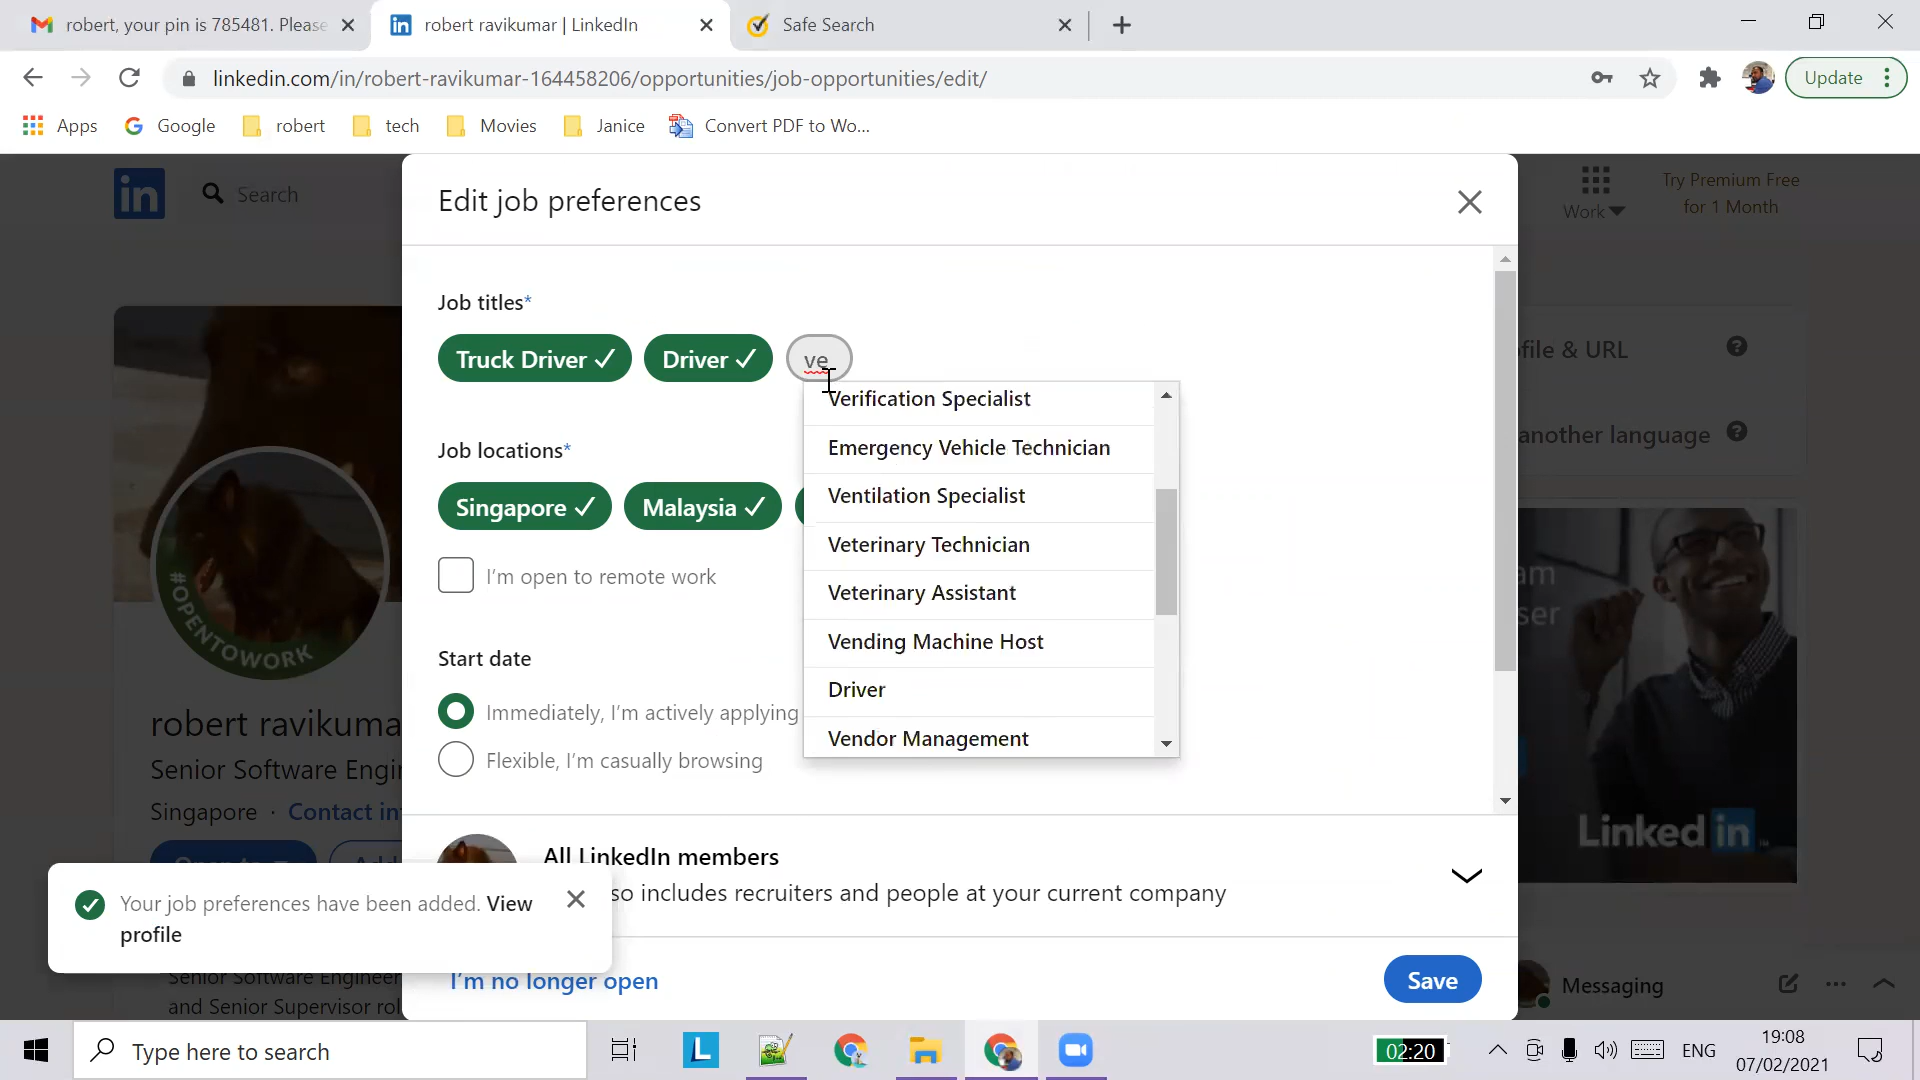 robert, your pin is 785481. Please
robert ravikumar | LinkedIn
Safe Search
linkedin.com/in/robert-ravikumar-164458206/opportunities/job-opportunities/edit/
Update
Apps
Google
robert
tech
Movies
Janice
Convert PDF to Wo...
in
Search
Work
Try Premium Free
for 1 Month
Edit job preferences
Job titles*
Truck Driver
Driver
ve
Verification Specialist
Emergency Vehicle Technician
Ventilation Specialist
Veterinary Technician
Veterinary Assistant
Vending Machine Host
Driver
Vendor Management
Job locations*
Singapore
Malaysia
I'm open to remote work
Start date
Immediately, I'm actively applying
Flexible, I'm casually browsing
file & URL
another language
#OPENTOWORK
robert ravikuma
Senior Software Engi
Singapore · Contact in
All LinkedIn members
so includes recruiters and people at your current company
Your job preferences have been added. View
profile
Senior Software Engineer
and Senior Supervisor rol
I'm no longer open
Save
Linked in
Messaging
Type here to search
L
02:20
ENG
19:08
07/02/2021